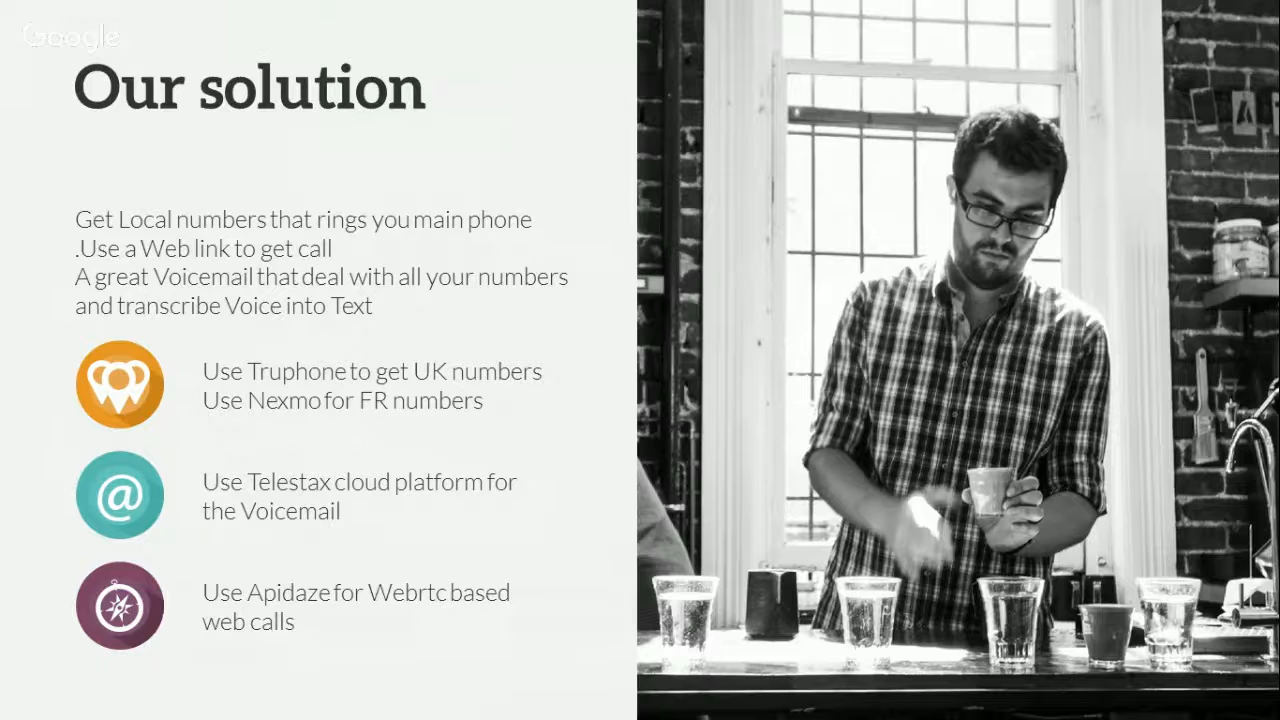 Google
Our solution
Get Local numbers that rings you main phone
.Use a Web link to get call
A great Voicemail that deal with all your numbers
and transcribe Voice into Text
Use Truphone to get UK numbers
Use Nexmo for FR numbers
@
Use Telestax cloud platform for
the Voicemail
Use Apidaze for Webrtc based
web calls